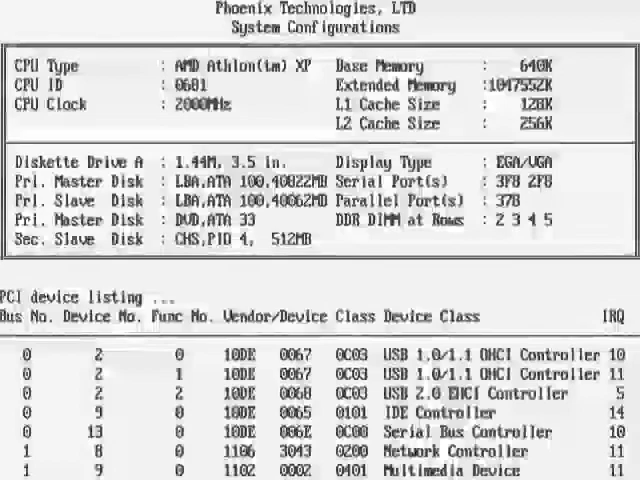 Phoenix Technologies, LTD
System Configurations
CPU Type : AMD Athlon(tm) XP Base Memory : 640K
CPU ID : 0681 Extended Memory :1047552K
CPU Clock : 2000MHz L1 Cache Size : 128K
L2 Cache Size : 256K
Diskette Drive A : 1.44M, 3.5 in. Display Type : EGA/VGA
Pri. Master Disk : LBA,ATA 100,40822MB Serial Port(s) : 3F8 2F8
Pri. Slave Disk : LBA,ATA 100,40062MB Parallel Port(s) : 378
Pri. Master Disk : DVD,ATA 33 DDR DIMM at Rows : 2 3 4 5
Sec. Slave Disk : CHS,PIO 4, 512MB
PCI device listing ...
Bus No. Device No. Func No. Vendor/Device Class Device Class IRQ
0 2 0 10DE 0067 0C03 USB 1.0/1.1 OHCI Controller 10
0 2 1 10DE 0067 0C03 USB 1.0/1.1 OHCI Controller 11
0 2 2 10DE 0068 0C03 USB 2.0 EHCI Controller 5
0 9 0 10DE 0065 0101 IDE Controller 14
0 13 0 10DE 006E 0C00 Serial Bus Controller 10
1 8 0 1106 3043 0200 Network Controller 11
1 9 0 1102 0002 0401 Multimedia Device 11